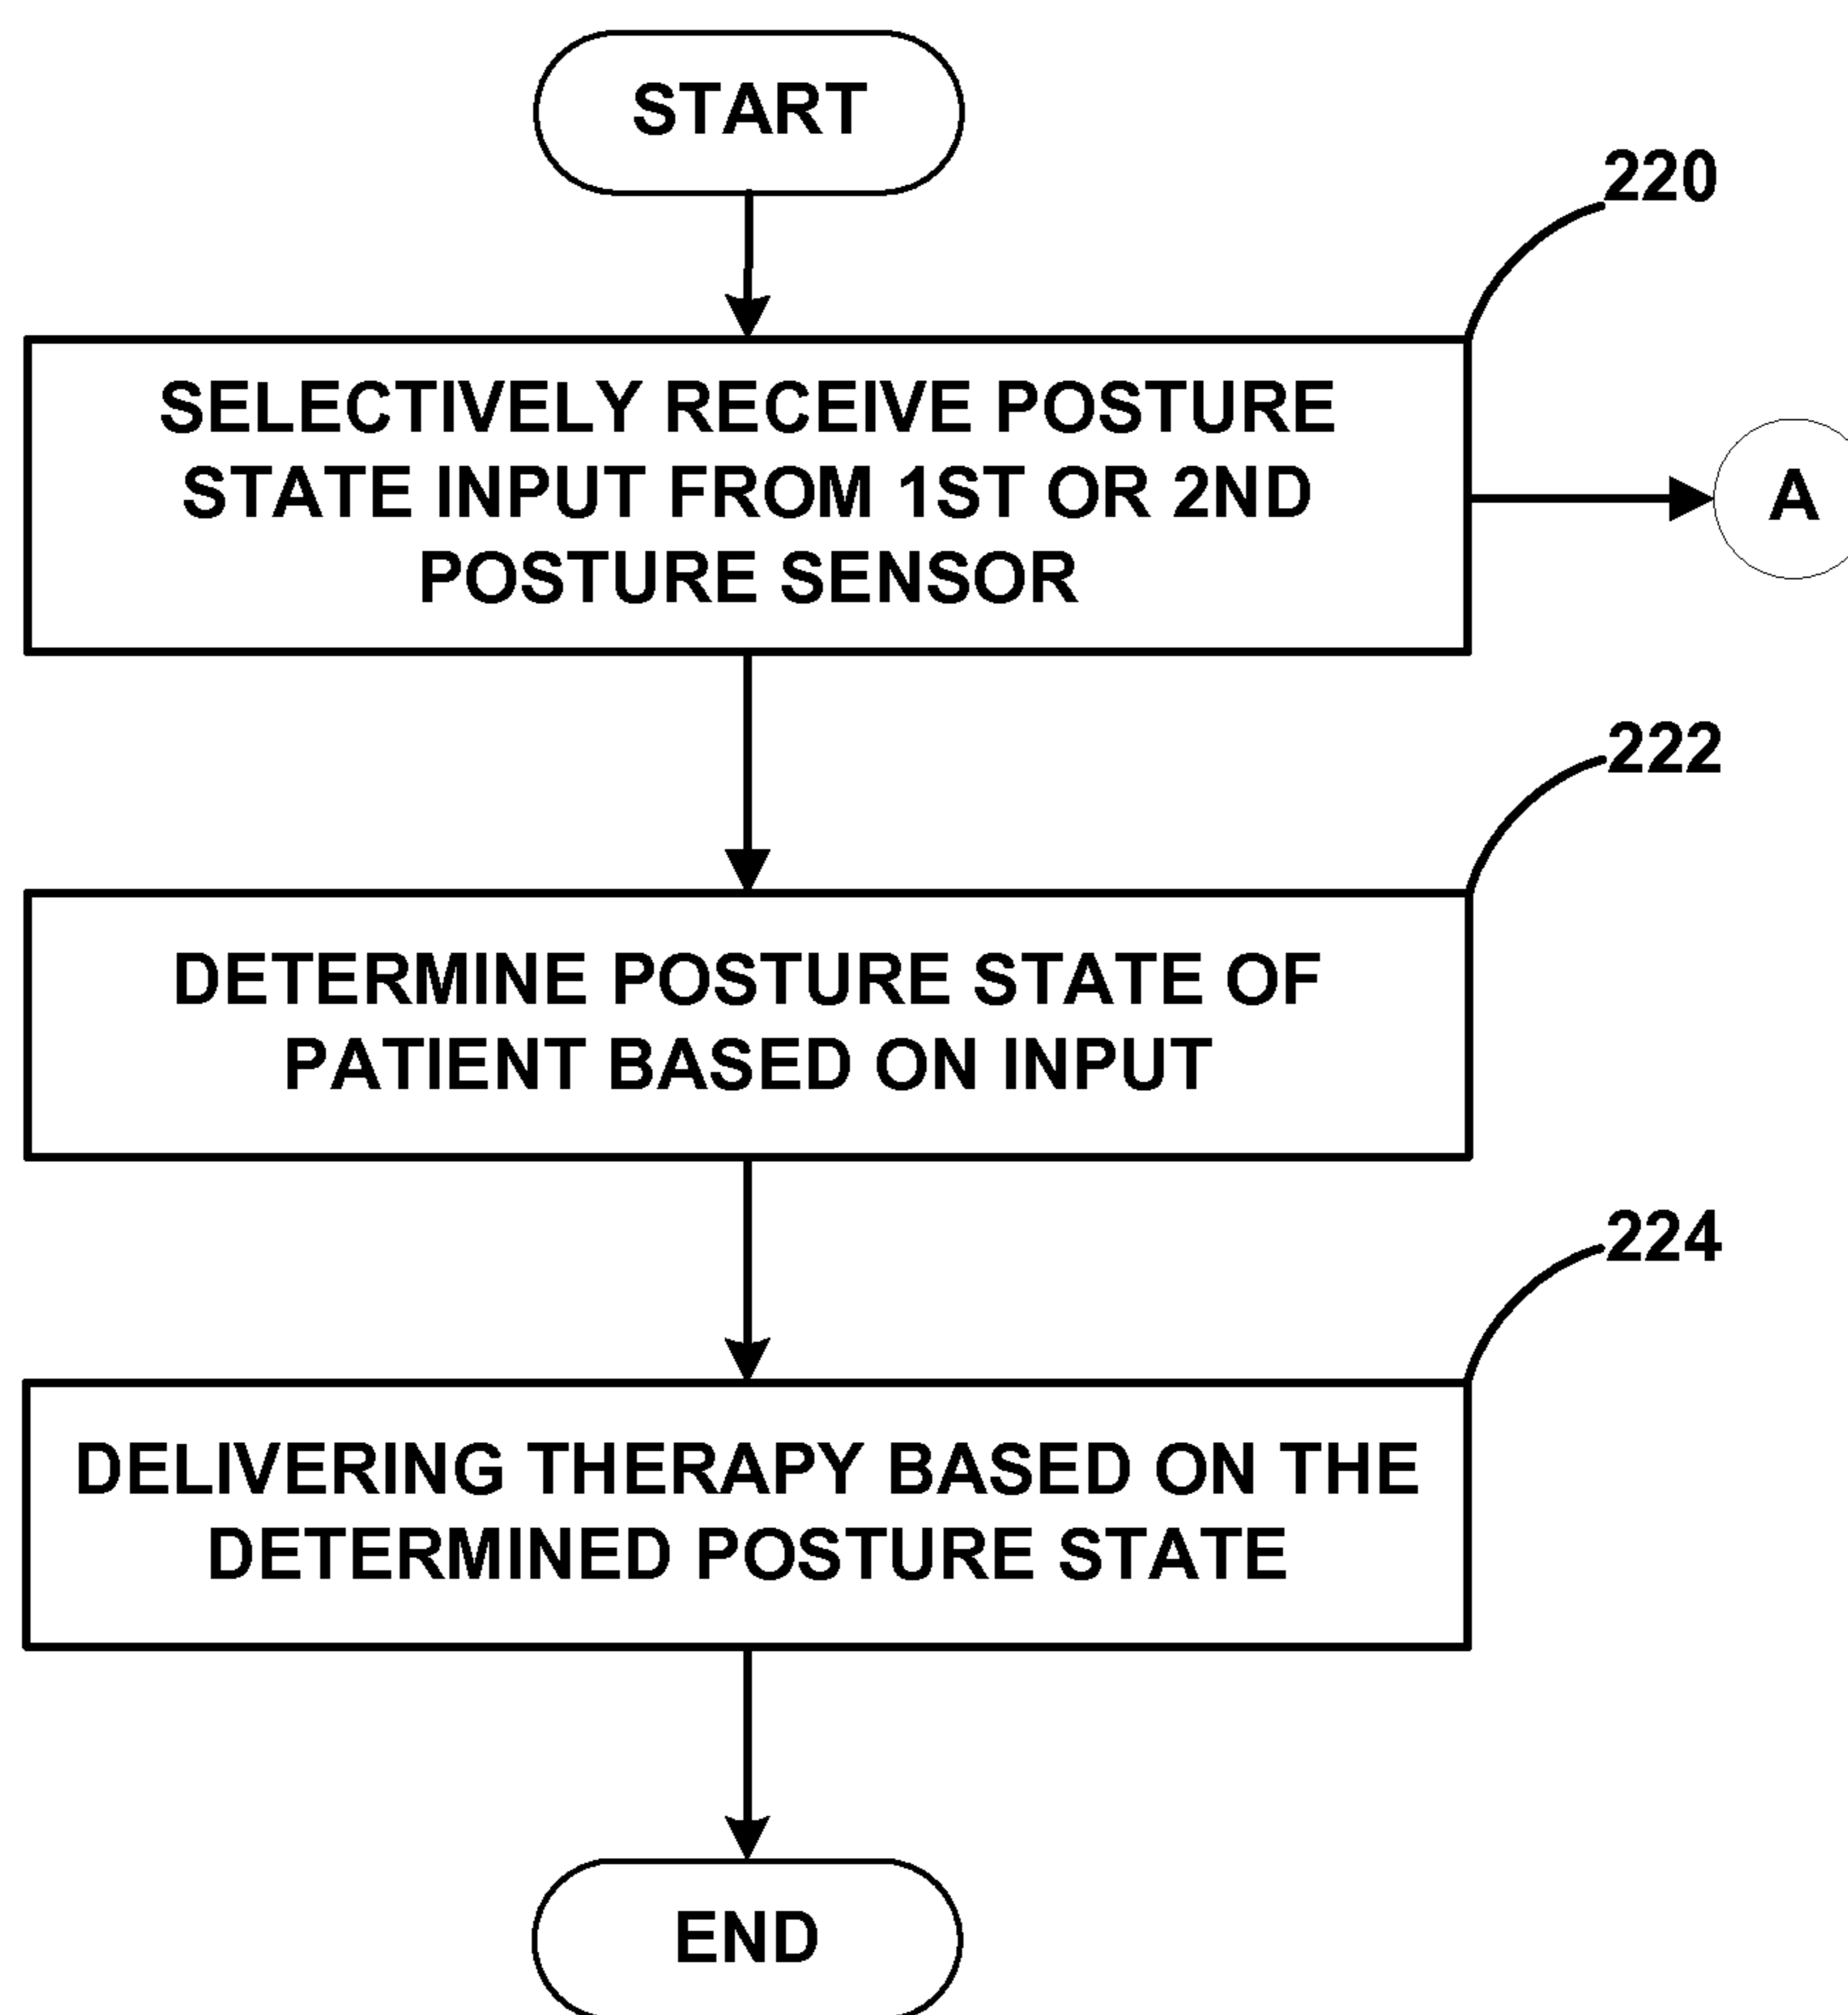 START
220
SELECTIVELY RECEIVE POSTURE
STATE INPUT FROM 1ST OR 2ND
POSTURE SENSOR
A
222
DETERMINE POSTURE STATE OF
PATIENT BASED ON INPUT
224
DELIVERING THERAPY BASED ON THE
DETERMINED POSTURE STATE
END